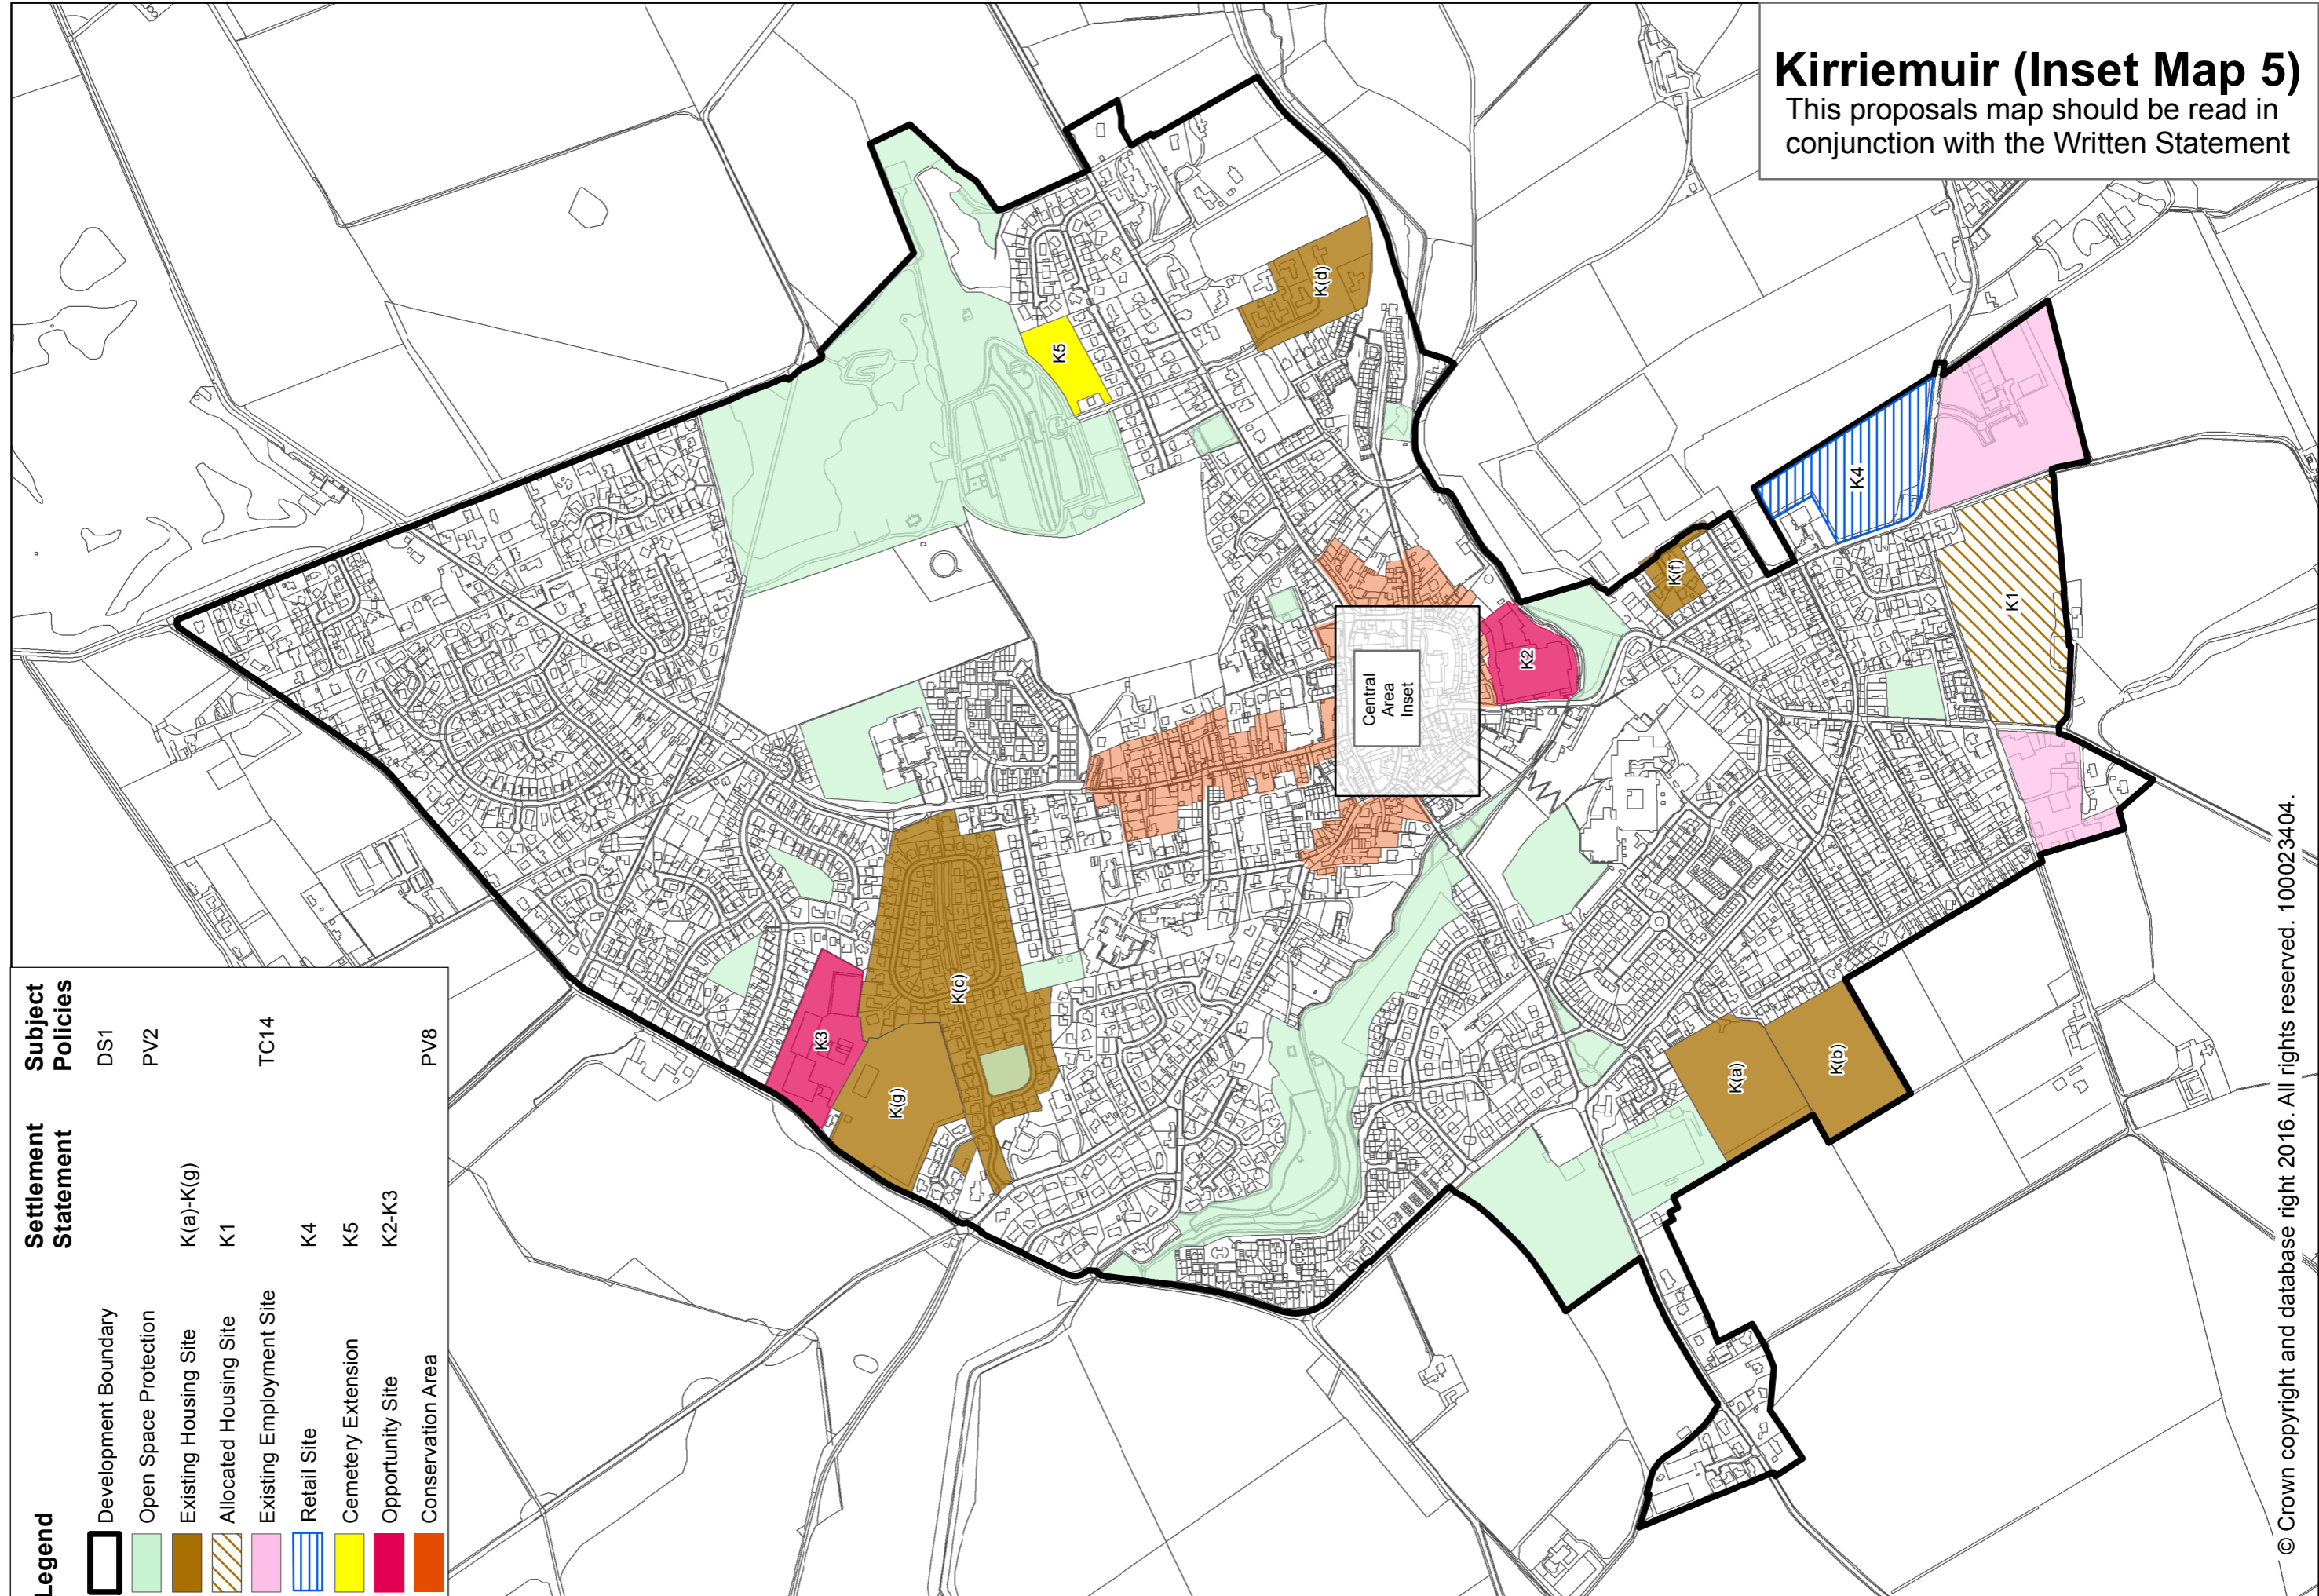 Kirriemuir (Inset Map 5)
This proposals map should be read in
conjunction with the Written Statement
Legend
Settlement
Statement
Subject
Policies
Development Boundary DS1
Open Space Protection PV2
Existing Housing Site K(a)-K(g)
Allocated Housing Site K1
Existing Employment Site TC14
Retail Site K4
Cemetery Extension K5
Opportunity Site K2-K3
Conservation Area PV8
K5
K(d)
K4
K(f)
K1
K2
Central
Area
Inset
K(c)
K3
K(g)
K(a)
K(b)
© Crown copyright and database right 2016. All rights reserved. 100023404.